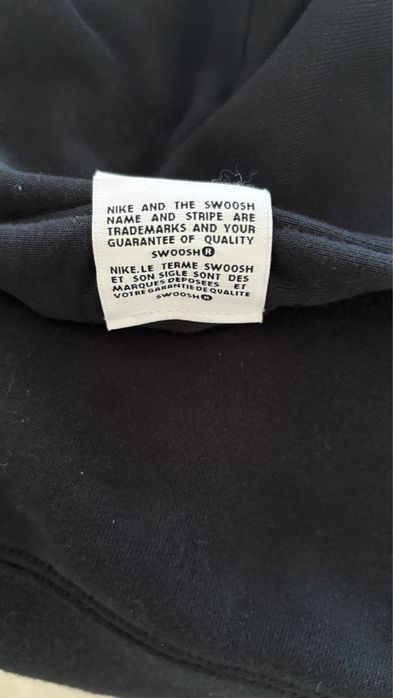 NIKE AND THE SWOOSH
NAME AND STRIPE ARE
TRADEMARKS AND YOUR
GUARANTEE OF QUALITY
SWOOSH®
NIKE.LE TERME SWOOSH
ET SON SIGLE SONT DES
MARQUES DEPOSEES ET
VOTRE GARANTIE DE QUALITE
SWOOSH®